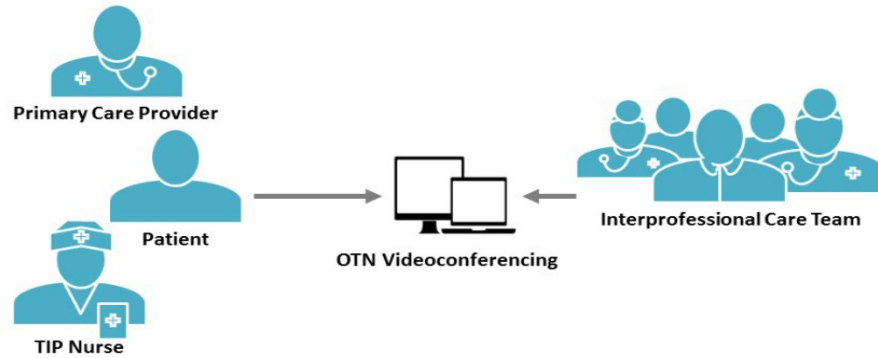 Primary Care Provider
Patient
TIP Nurse
OTN Videoconferencing
Interprofessional Care Team